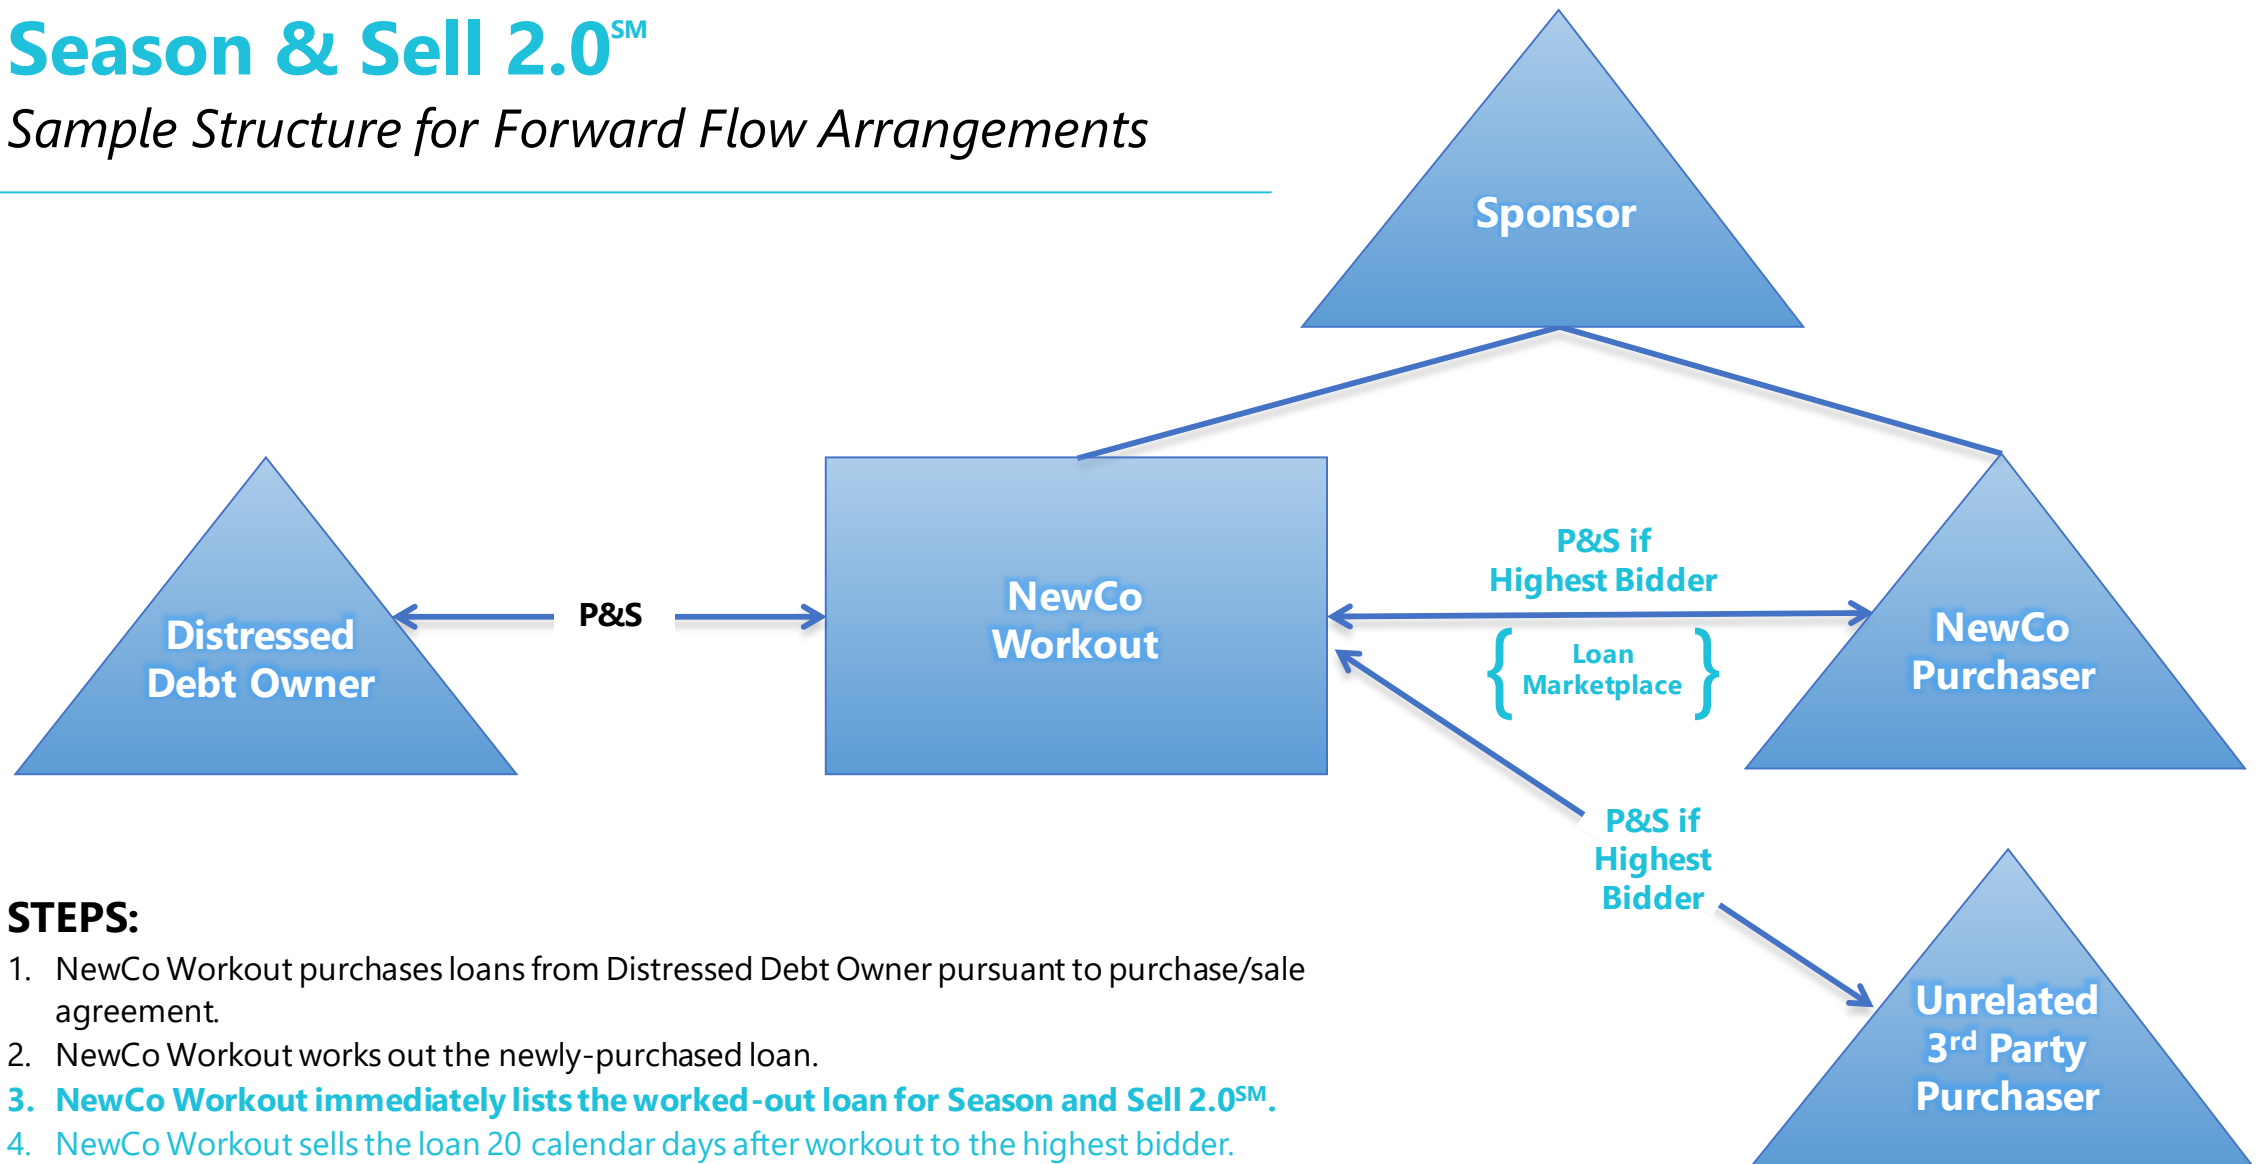 Season & Sell 2.0SM
Sample Structure for Forward Flow Arrangements
Sponsor
Distressed
Debt Owner
P&S
NewCo
Workout
P&S if
Highest Bidder
{ Loan
Marketplace }
NewCo
Purchaser
P&S if
Highest
Bidder
Unrelated
3rd Party
Purchaser
STEPS:
1. NewCo Workout purchases loans from Distressed Debt Owner pursuant to purchase/sale
agreement.
2. NewCo Workout works out the newly-purchased loan.
3. NewCo Workout immediately lists the worked-out loan for Season and Sell 2.0SM.
4. NewCo Workout sells the loan 20 calendar days after workout to the highest bidder.